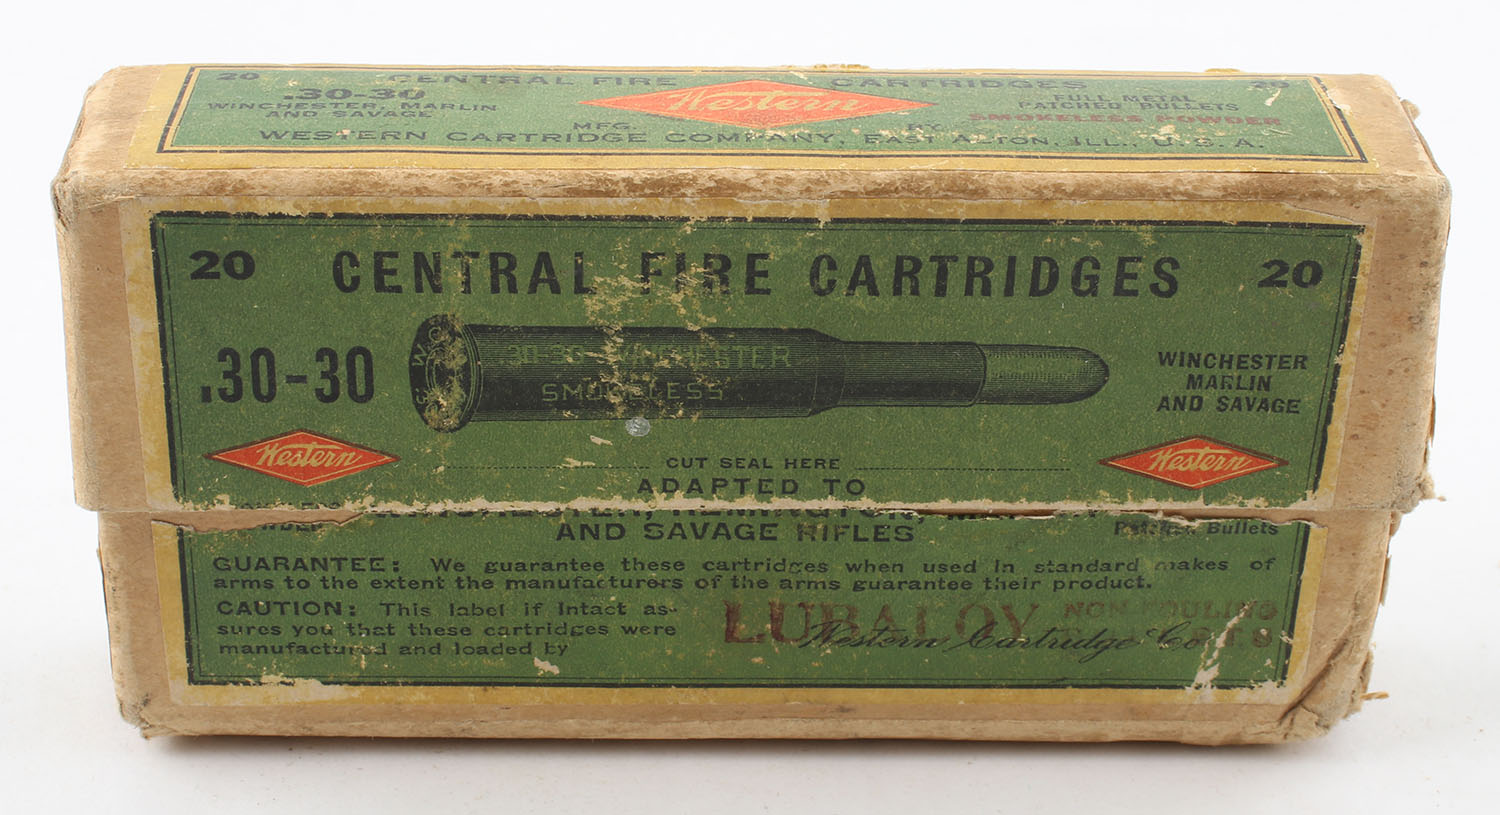 20 CENTRAL FIRE CARTRIDGES 20
.30-30
WINCHESTER, MARLIN
AND SAVAGE
Western
FULL METAL
PATCHED BULLETS
SMOKELESS POWDER
MFG. BY
WESTERN CARTRIDGE COMPANY, EAST ALTON, ILL., U.S.A.
20 CENTRAL FIRE CARTRIDGES 20
.30-30
W.C.
30-30 WINCHESTER
SMOKELESS
WINCHESTER
MARLIN
AND SAVAGE
Western
Western
CUT SEAL HERE
ADAPTED TO
Patched Bullets
AND SAVAGE RIFLES
GUARANTEE: We guarantee these cartridges when used in standard makes of
arms to the extent the manufacturers of the arms guarantee their product.
CAUTION: This label if intact as-
sures you that these cartridges were
manufactured and loaded by
LUBALOY NON FOULING
Western Cartridge Co.